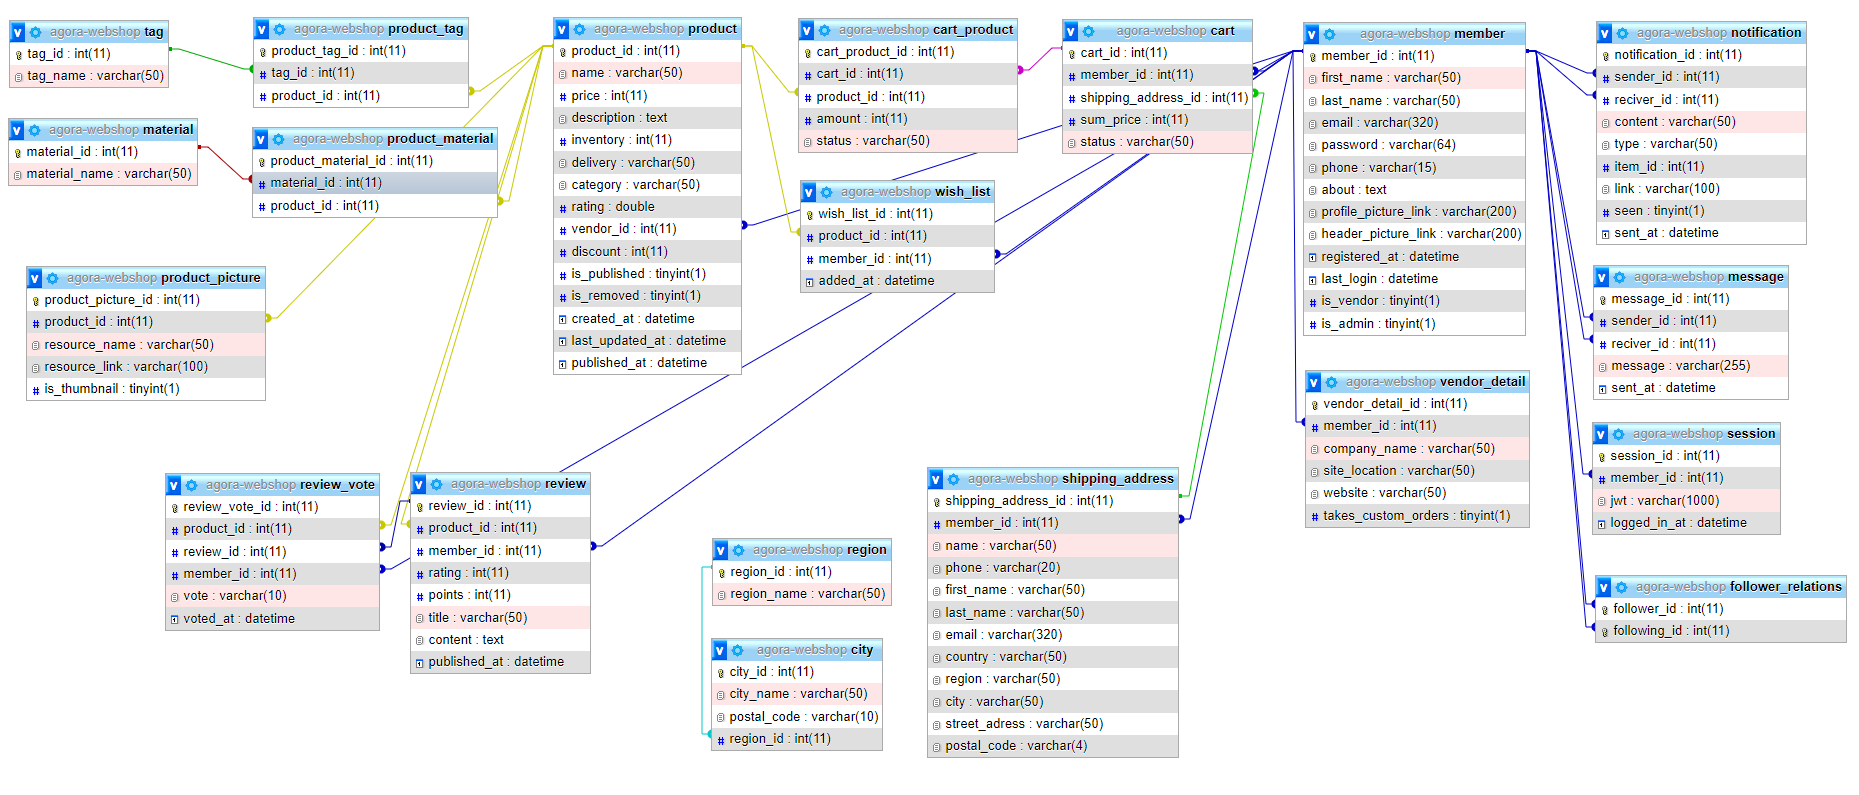 agora-webshop tag
tag_id : int(11)
tag_name : varchar(50)
agora-webshop product_tag
product_tag_id : int(11)
tag_id : int(11)
product_id : int(11)
agora-webshop material
material_id : int(11)
material_name : varchar(50)
agora-webshop product_material
product_material_id : int(11)
material_id : int(11)
product_id : int(11)
agora-webshop product_picture
product_picture_id : int(11)
product_id : int(11)
resource_name : varchar(50)
resource_link : varchar(100)
is_thumbnail : tinyint(1)
agora-webshop product
product_id : int(11)
name : varchar(50)
price : int(11)
description : text
inventory : int(11)
delivery : varchar(50)
category : varchar(50)
rating : double
vendor_id : int(11)
discount : int(11)
is_published : tinyint(1)
is_removed : tinyint(1)
created_at : datetime
last_updated_at : datetime
published_at : datetime
agora-webshop cart_product
cart_product_id : int(11)
cart_id : int(11)
product_id : int(11)
amount : int(11)
status : varchar(50)
agora-webshop wish_list
wish_list_id : int(11)
product_id : int(11)
member_id : int(11)
added_at : datetime
agora-webshop cart
cart_id : int(11)
member_id : int(11)
shipping_address_id : int(11)
sum_price : int(11)
status : varchar(50)
agora-webshop member
member_id : int(11)
first_name : varchar(50)
last_name : varchar(50)
email : varchar(320)
password : varchar(64)
phone : varchar(15)
about : text
profile_picture_link : varchar(200)
header_picture_link : varchar(200)
registered_at : datetime
last_login : datetime
is_vendor : tinyint(1)
is_admin : tinyint(1)
agora-webshop notification
notification_id : int(11)
sender_id : int(11)
reciver_id : int(11)
content : varchar(50)
type : varchar(50)
item_id : int(11)
link : varchar(100)
seen : tinyint(1)
sent_at : datetime
agora-webshop message
message_id : int(11)
sender_id : int(11)
reciver_id : int(11)
message : varchar(255)
sent_at : datetime
agora-webshop vendor_detail
vendor_detail_id : int(11)
member_id : int(11)
company_name : varchar(50)
site_location : varchar(50)
website : varchar(50)
takes_custom_orders : tinyint(1)
agora-webshop session
session_id : int(11)
member_id : int(11)
jwt : varchar(1000)
logged_in_at : datetime
agora-webshop follower_relations
follower_id : int(11)
following_id : int(11)
agora-webshop review_vote
review_vote_id : int(11)
product_id : int(11)
review_id : int(11)
member_id : int(11)
vote : varchar(10)
voted_at : datetime
agora-webshop review
review_id : int(11)
product_id : int(11)
member_id : int(11)
rating : int(11)
points : int(11)
title : varchar(50)
content : text
published_at : datetime
agora-webshop region
region_id : int(11)
region_name : varchar(50)
agora-webshop city
city_id : int(11)
city_name : varchar(50)
postal_code : varchar(10)
region_id : int(11)
agora-webshop shipping_address
shipping_address_id : int(11)
member_id : int(11)
name : varchar(50)
phone : varchar(20)
first_name : varchar(50)
last_name : varchar(50)
email : varchar(320)
country : varchar(50)
region : varchar(50)
city : varchar(50)
street_adress : varchar(50)
postal_code : varchar(4)